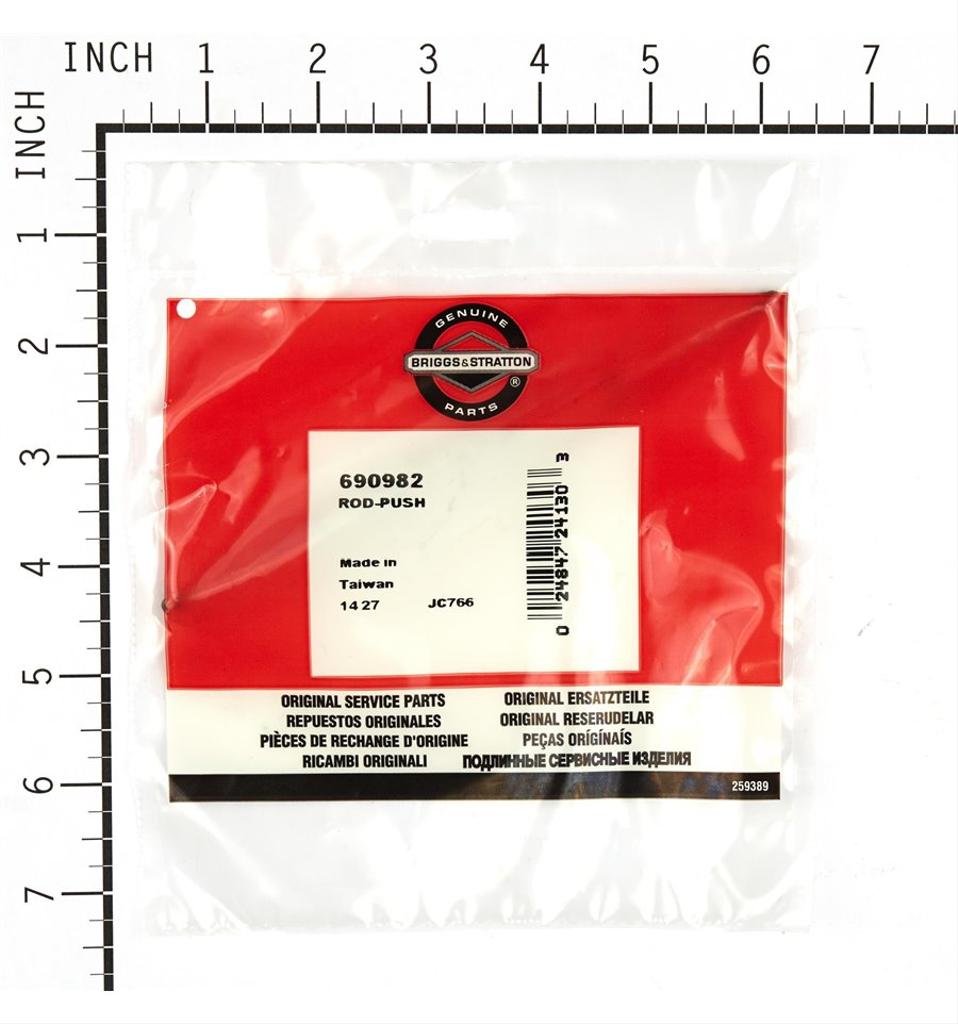 INCH 1 2 3 4 5 6 7
INCH 1 2 3 4 5 6 7
GENUINE
BRIGGS&STRATTON
®
PARTS
690982
ROD-PUSH
Made in
Taiwan
14 27 JC766
0 24847 24130 3
ORIGINAL SERVICE PARTS
REPUESTOS ORIGINALES
PIÈCES DE RECHANGE D'ORIGINE
RICAMBI ORIGINALI
ORIGINAL ERSATZTEILE
ORIGINAL RESERUDELAR
PEÇAS ORÍGÍNAÍS
ПОДЛИННЫЕ СЕРВИСНЫЕ ИЗДЕЛИЯ
259389